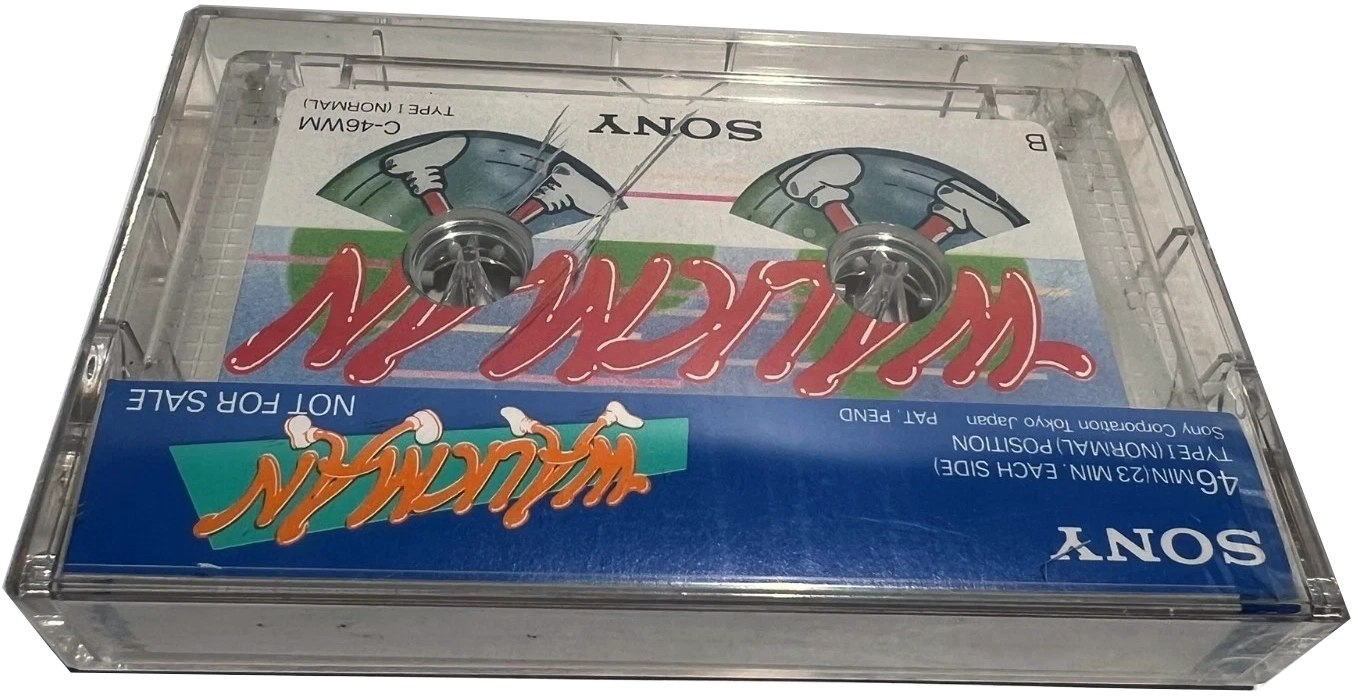 SONY
46MIN(23 MIN. EACH SIDE)
TYPE I (NORMAL) POSITION
Sony Corporation Tokyo Japan PAT. PEND
WALKMAN
NOT FOR SALE
WALKMAN
B
SONY
C-46WM
TYPE I (NORMAL)